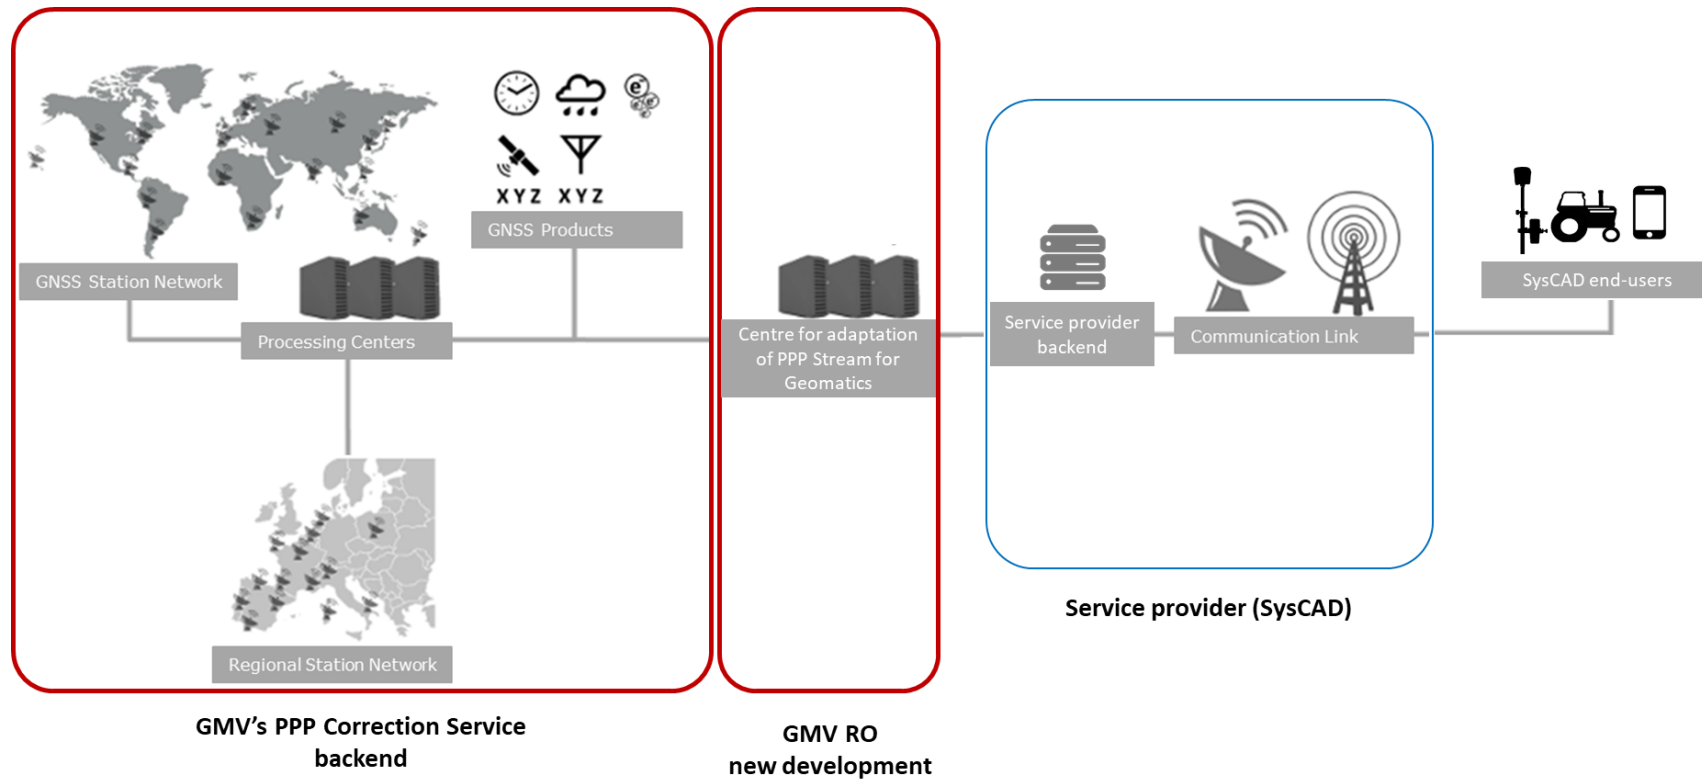 X Y Z
X Y Z
GNSS Products
GNSS Station Network
Processing Centers
Regional Station Network
GMV's PPP Correction Service
backend
Centre for adaptation
of PPP Stream for
Geomatics
GMV RO
new development
Service provider
backend
Communication Link
Service provider (SysCAD)
SysCAD end-users